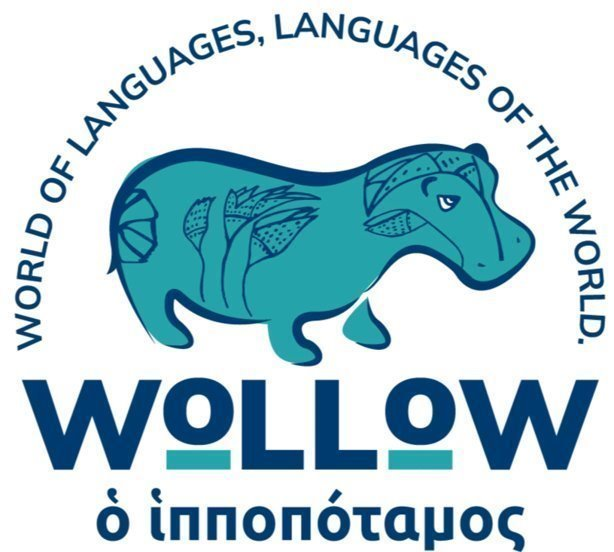 WORLD OF LANGUAGES, LANGUAGES OF THE WORLD.
WOLLOW
ὁ ἱπποπόταμος